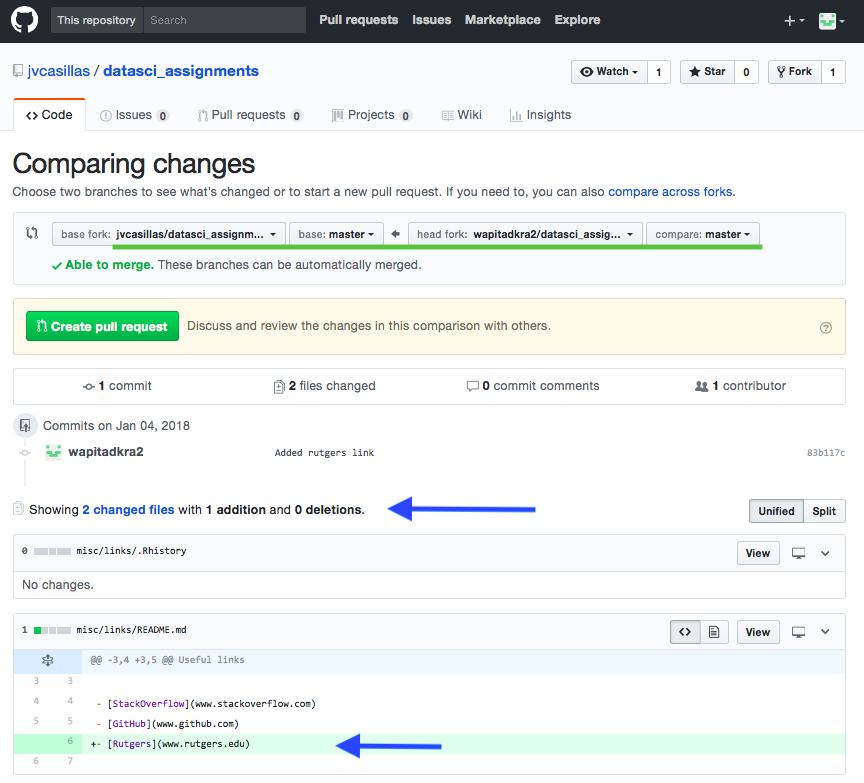 This repository Search Pull requests Issues Marketplace Explore
jvcasillas / datasci_assignments Watch 1 Star 0 Fork 1
Code Issues 0 Pull requests 0 Projects 0 Wiki Insights
Comparing changes
Choose two branches to see what's changed or to start a new pull request. If you need to, you can also compare across forks.
base fork: jvcasillas/datasci_assignm... base: master head fork: wapitadkra2/datasci_assig... compare: master
Able to merge. These branches can be automatically merged.
Create pull request Discuss and review the changes in this comparison with others. ?
1 commit 2 files changed 0 commit comments 1 contributor
Commits on Jan 04, 2018
wapitadkra2 Added rutgers link 83b117c
Showing 2 changed files with 1 addition and 0 deletions. Unified Split
0 misc/links/.Rhistory View
No changes.
1 misc/links/README.md <> View
@@ -3,4 +3,5 @@ Useful links
3 3
4 4 - [StackOverflow](www.stackoverflow.com)
5 5 - [GitHub](www.github.com)
6 +- [Rutgers](www.rutgers.edu)
6 7